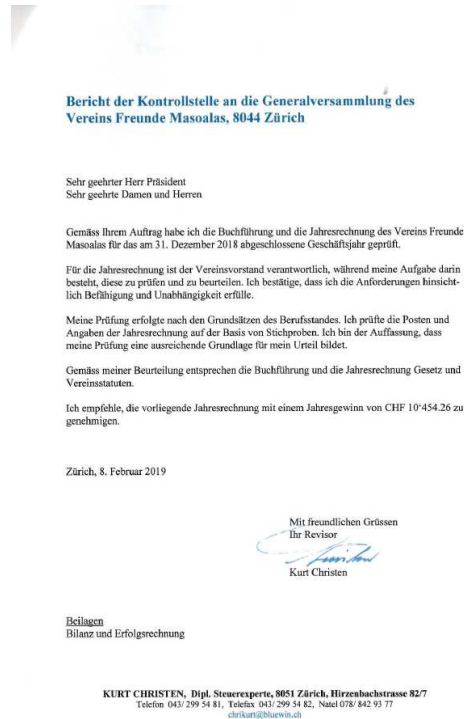 Bericht der Kontrollstelle an die Generalversammlung des
Vereins Freunde Masoalas, 8044 Zürich
Sehr geehrter Herr Präsident
Sehr geehrte Damen und Herren
Gemäss Ihrem Auftrag habe ich die Buchführung und die Jahresrechnung des Vereins Freunde
Masoalas für das am 31. Dezember 2018 abgeschlossene Geschäftsjahr geprüft.
Für die Jahresrechnung ist der Vereinsvorstand verantwortlich, während meine Aufgabe darin
besteht, diese zu prüfen und zu beurteilen. Ich bestätige, dass ich die Anforderungen hinsicht-
lich Befähigung und Unabhängigkeit erfülle.
Meine Prüfung erfolgte nach den Grundsätzen des Berufsstandes. Ich prüfte die Posten und
Angaben der Jahresrechnung auf der Basis von Stichproben. Ich bin der Auffassung, dass
meine Prüfung eine ausreichende Grundlage für mein Urteil bildet.
Gemäss meiner Beurteilung entsprechen die Buchführung und die Jahresrechnung Gesetz und
Vereinsstatuten.
Ich empfehle, die vorliegende Jahresrechnung mit einem Jahresgewinn von CHF 10'454.26 zu
genehmigen.
Zürich, 8. Februar 2019
Mit freundlichen Grüssen
Ihr Revisor
Kurt Christen
Beilagen
Bilanz und Erfolgsrechnung
KURT CHRISTEN, Dipl. Steuerexperte, 8051 Zürich, Hirzenbachstrasse 82/7
Telefon 043/ 299 54 81, Telefax 043/ 299 54 82, Natel 078/ 842 93 77
chrikurt@bluewin.ch